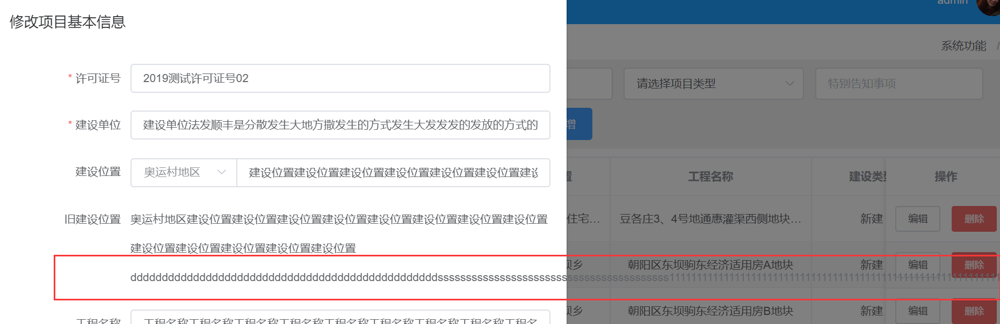 admin
修改项目基本信息
系统功能 /
* 许可证号 2019测试许可证号02
请选择项目类型 特别告知事项
* 建设单位 建设单位法发顺丰是分散发生大地方撒发生的方式发生大发发发的发放的方式的
增
建设位置 奥运村地区 建设位置建设位置建设位置建设位置建设位置建设位置建设
置 工程名称 建设类型 操作
旧建设位置 奥运村地区建设位置建设位置建设位置建设位置建设位置建设位置建设位置建设位置
住宅... 豆各庄3、4号地通惠灌渠西侧地块... 新建 编辑 删除
建设位置建设位置建设位置建设位置建设位置
坝乡 朝阳区东坝驹东经济适用房A地块 新建 编辑 删除
dddddddddddddddddddddddddddddddddddddddddddddddddsssssssssssssssssssssssssssssssssssssssss11111111111111111111111111111111111111111111111111111
坝乡 朝阳区东坝驹东经济适用房B地块 新建 编辑 删除
工程名称 工程名称工程名称工程名称工程名称工程名称工程名称工程名称工程名称工程名